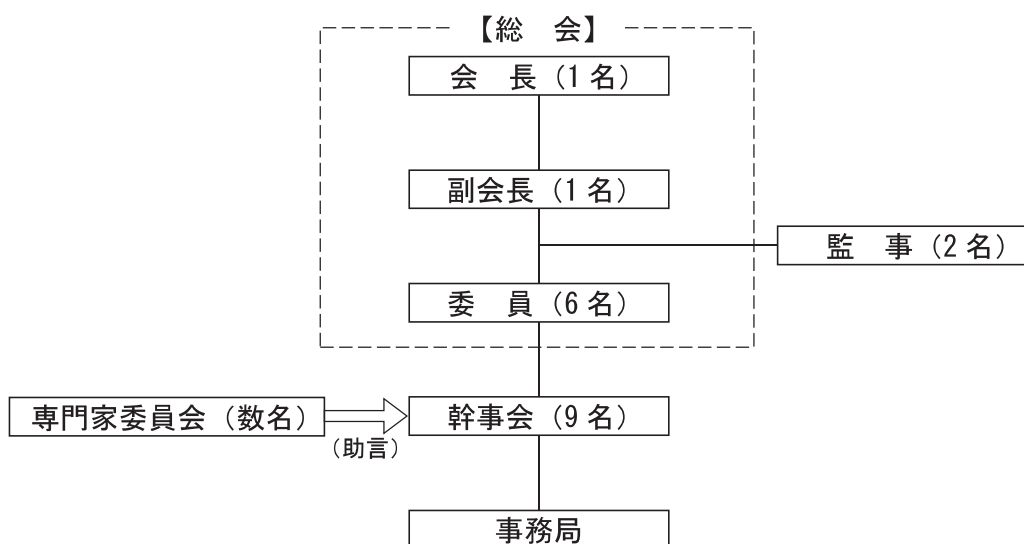 【総　会】
会　長（1 名）
副会長（1 名）
監　事（2 名）
委　員（6 名）
専門家委員会（数名）
（助言）
幹事会（9 名）
事務局